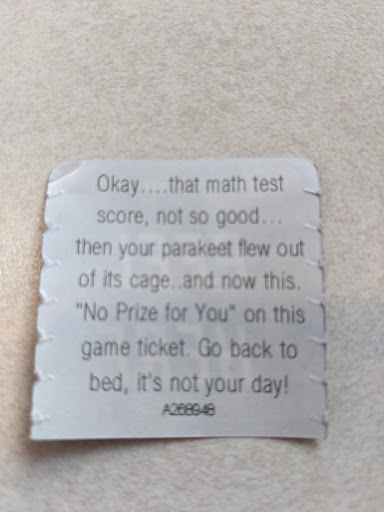 Okay....that math test
score, not so good...
then your parakeet flew out
of its cage..and now this,
"No Prize for You" on this
game ticket. Go back to
bed, it's not your day!
A268948